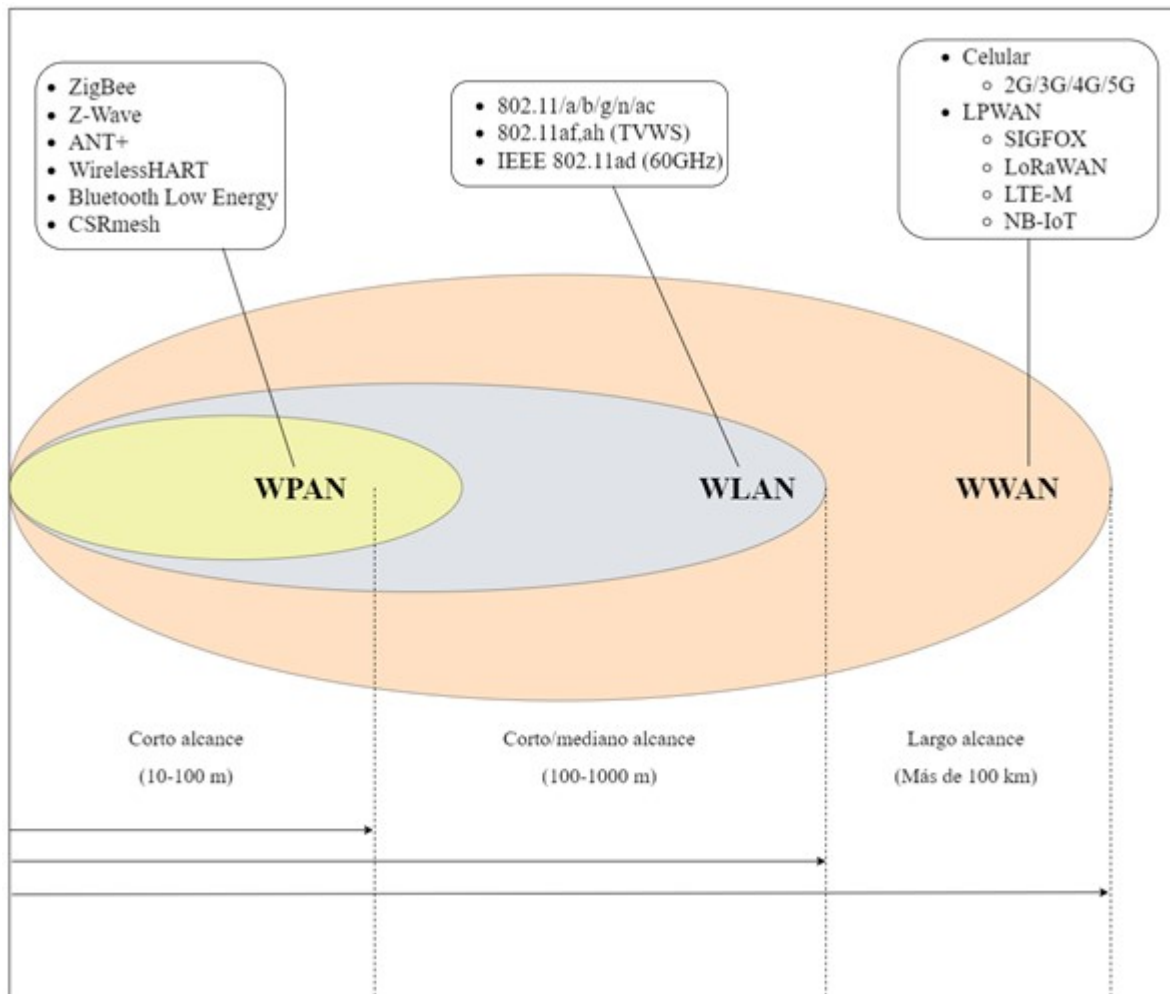 ZigBee
Z-Wave
ANT+
WirelessHART
Bluetooth Low Energy
CSRmesh
802.11/a/b/g/n/ac
802.11af,ah (TVWS)
IEEE 802.11ad (60GHz)
Celular
2G/3G/4G/5G
LPWAN
SIGFOX
LoRaWAN
LTE-M
NB-IoT
WPAN
WLAN
WWAN
Corto alcance
(10-100 m)
Corto/mediano alcance
(100-1000 m)
Largo alcance
(Más de 100 km)